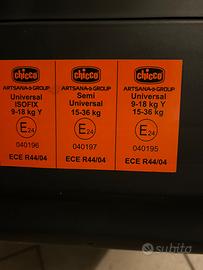 chicco
ARTSANA GROUP
Universal
ISOFIX
9-18 kg Y
E24
040196
ECE R44/04
chicco
ARTSANA GROUP
Semi
Universal
15-36 kg
E24
040197
ECE R44/04
chicco
ARTSANA GROUP
Universal
9-18 kg Y
15-36 kg
E24
040195
ECE R44/04
subito